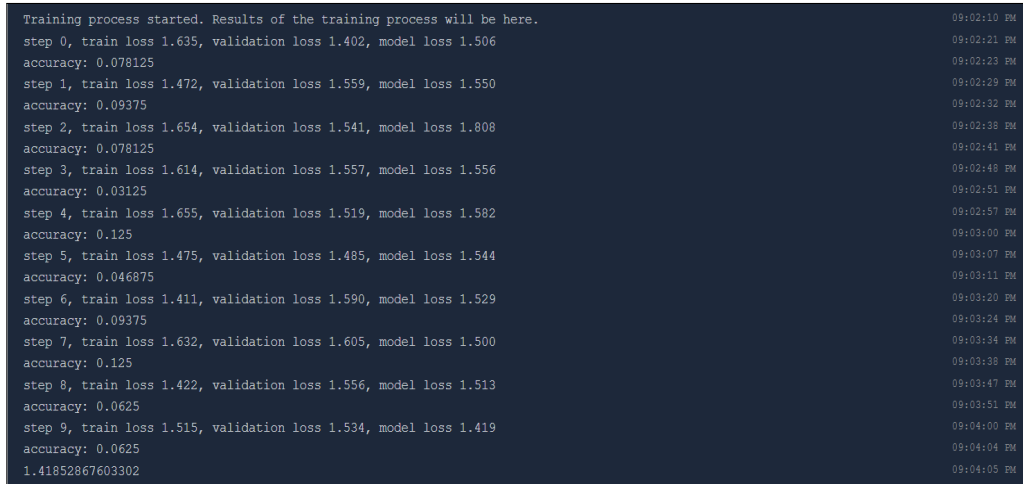 Training process started. Results of the training process will be here. 09:02:10 PM
step 0, train loss 1.635, validation loss 1.402, model loss 1.506 09:02:21 PM
accuracy: 0.078125 09:02:23 PM
step 1, train loss 1.472, validation loss 1.559, model loss 1.550 09:02:29 PM
accuracy: 0.09375 09:02:32 PM
step 2, train loss 1.654, validation loss 1.541, model loss 1.808 09:02:38 PM
accuracy: 0.078125 09:02:41 PM
step 3, train loss 1.614, validation loss 1.557, model loss 1.556 09:02:48 PM
accuracy: 0.03125 09:02:51 PM
step 4, train loss 1.655, validation loss 1.519, model loss 1.582 09:02:57 PM
accuracy: 0.125 09:03:00 PM
step 5, train loss 1.475, validation loss 1.485, model loss 1.544 09:03:07 PM
accuracy: 0.046875 09:03:11 PM
step 6, train loss 1.411, validation loss 1.590, model loss 1.529 09:03:20 PM
accuracy: 0.09375 09:03:24 PM
step 7, train loss 1.632, validation loss 1.605, model loss 1.500 09:03:34 PM
accuracy: 0.125 09:03:38 PM
step 8, train loss 1.422, validation loss 1.556, model loss 1.513 09:03:47 PM
accuracy: 0.0625 09:03:51 PM
step 9, train loss 1.515, validation loss 1.534, model loss 1.419 09:04:00 PM
accuracy: 0.0625 09:04:04 PM
1.41852867603302 09:04:05 PM